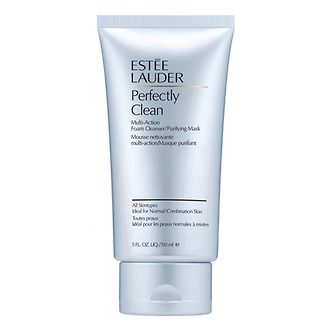 ESTĒE
LAUDER
Perfectly
Clean
Multi-Action
Foam Cleanser/Purifying Mask
Mousse nettoyante
multi-action/Masque purifiant
All Skintypes
Ideal for Normal/Combination Skin
Toutes peaux
Idéal pour les peaux normales à mixtes
5 FL. OZ. LIQ./150 ml ℮